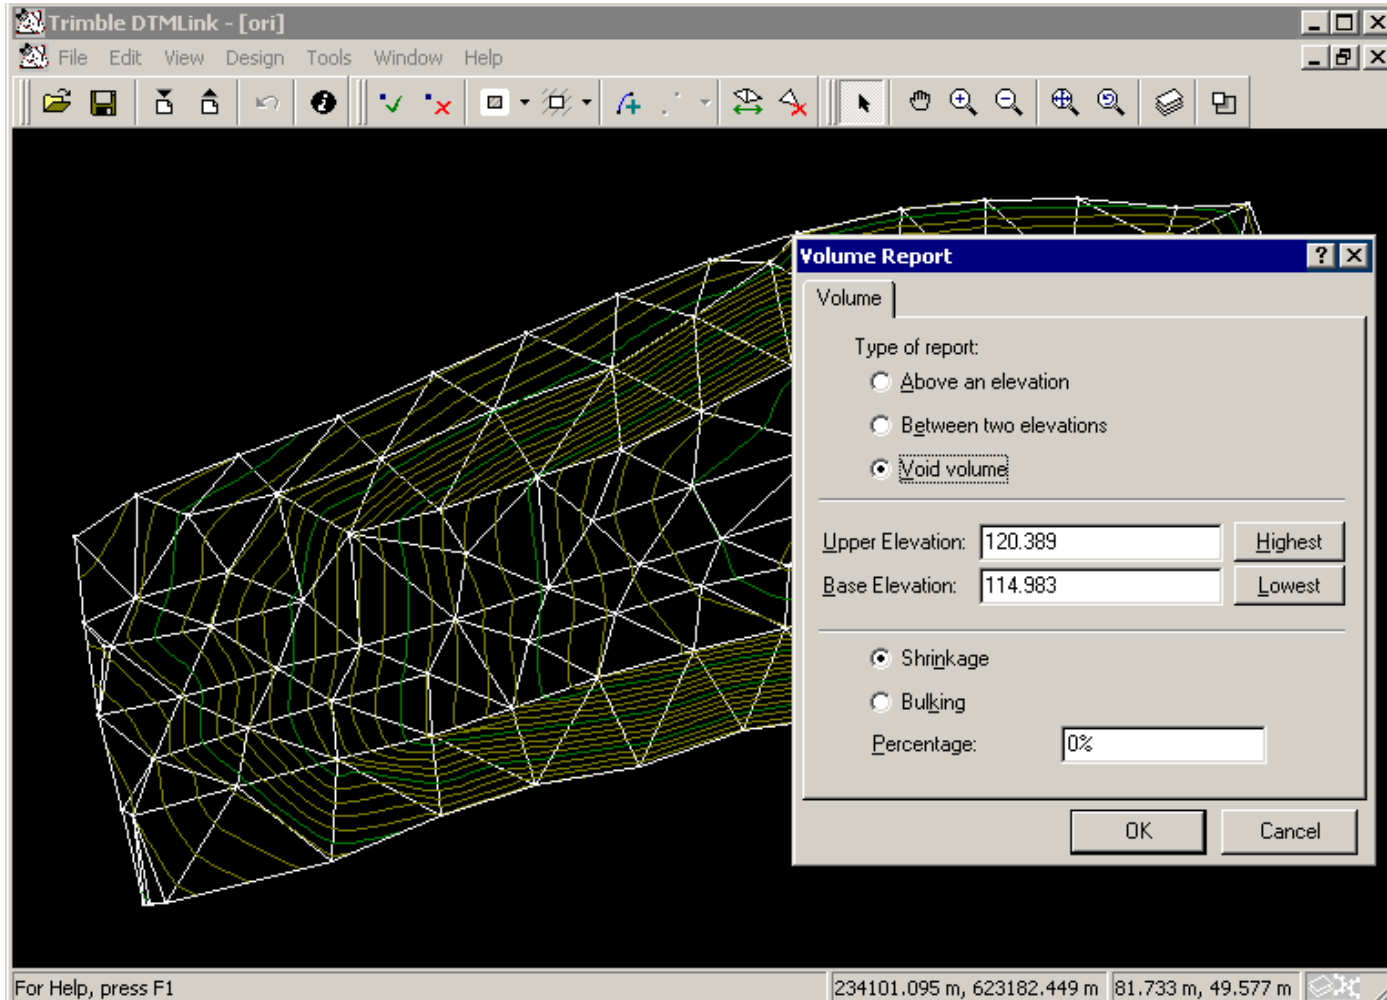 Trimble DTMLink - [ori]
File Edit View Design Tools Window Help
Volume Report
Volume
Type of report:
Above an elevation
Between two elevations
Void volume
Upper Elevation: 120.389 Highest
Base Elevation: 114.983 Lowest
Shrinkage
Bulking
Percentage: 0%
OK Cancel
For Help, press F1 234101.095 m, 623182.449 m 81.733 m, 49.577 m